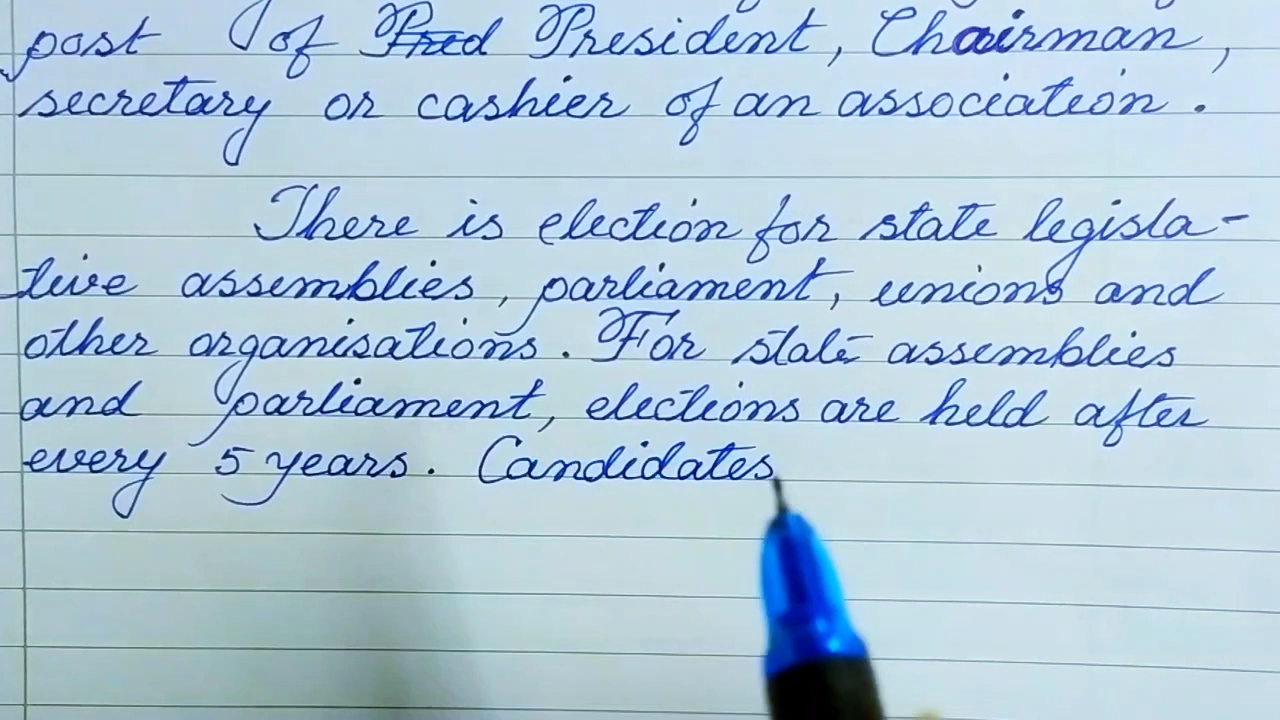 post of Pred President, Chairman,
secretary or cashier of an association.
There is election for state legisla-
tive assemblies, parliament, unions and
other organisations. For state assemblies
and parliament, elections are held after
every 5 years. Candidates